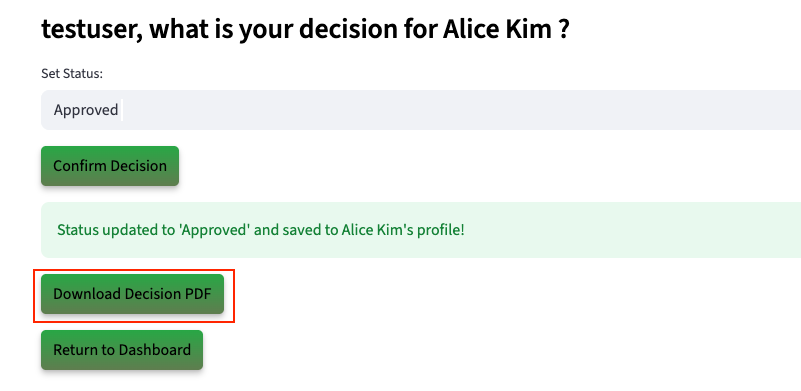 testuser, what is your decision for Alice Kim ?
Set Status:
Approved
Confirm Decision
Status updated to 'Approved' and saved to Alice Kim's profile!
Download Decision PDF
Return to Dashboard